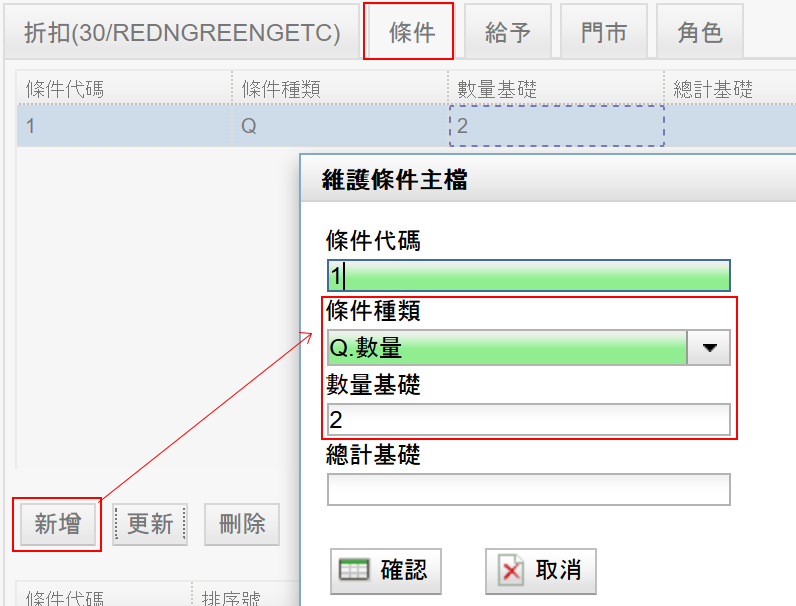 折扣(30/REDNGREENGETC) 條件 給予 門市 角色
條件代碼 條件種類 數量基礎 總計基礎
1 Q 2
維護條件主檔
條件代碼
1
條件種類
Q.數量
數量基礎
2
總計基礎
新增 更新 刪除
確認 取消
條件代碼 排序號